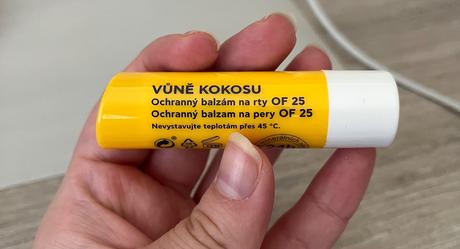 VŮNĚ KOKOSU
Ochranný balzám na rty OF 25
Ochranný balzam na pery OF 25
Nevystavujte teplotám přes 45 °C.